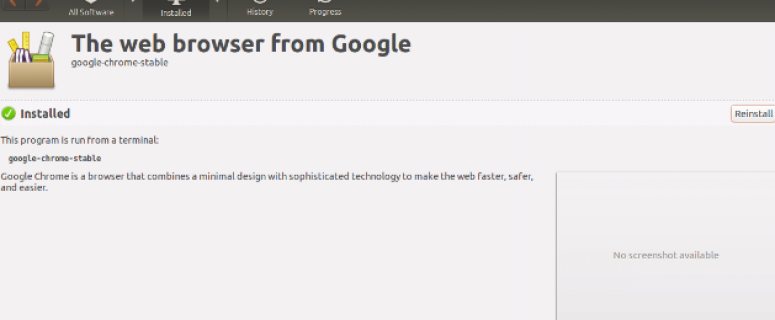 All Software
Installed
History
Progress
The web browser from Google
google-chrome-stable
Installed
Reinstall
This program is run from a terminal:
google-chrome-stable
Google Chrome is a browser that combines a minimal design with sophisticated technology to make the web faster, safer,
and easier.
No screenshot available